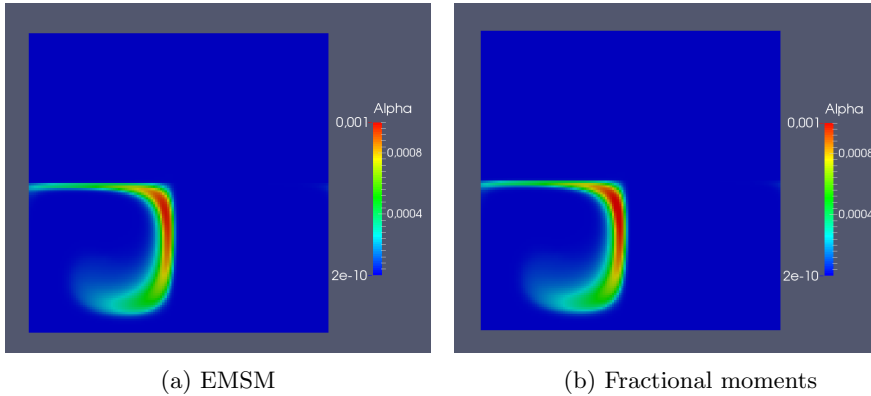 Alpha
0,001
0,0008
0,0004
2e-10
Alpha
0,001
0,0008
0,0004
2e-10
(a) EMSM
(b) Fractional moments